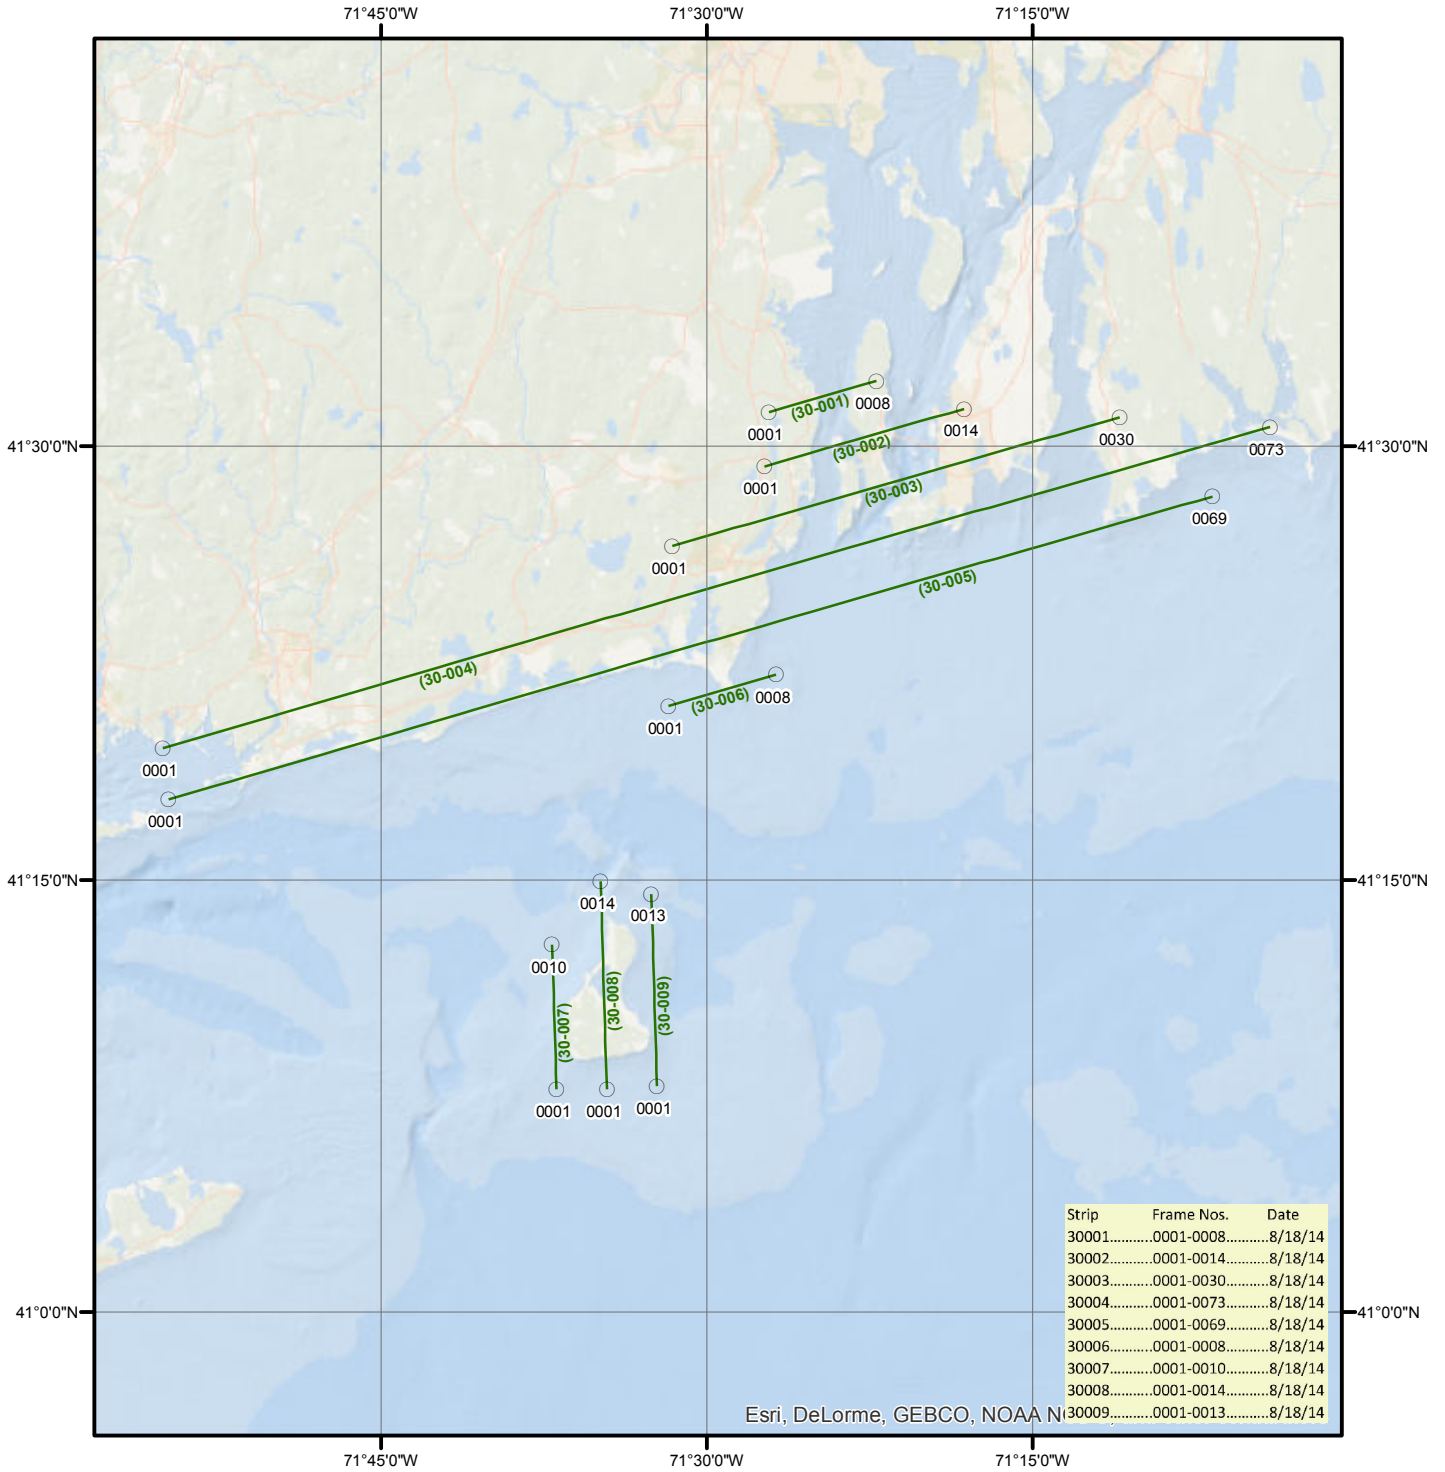 71°45'0"W
71°30'0"W
71°15'0"W
0008
(30-001)
0001
0014
(30-002)
0030
0073
41°30'0"N
41°30'0"N
0001
(30-003)
0069
0001
(30-005)
(30-004)
(30-006)
0008
0001
0001
0001
41°15'0"N
41°15'0"N
0014
0013
0010
(30-007)
(30-008)
(30-009)
0001
0001
0001
Strip Frame Nos. Date
30001..........0001-0008..........8/18/14
30002..........0001-0014..........8/18/14
30003..........0001-0030..........8/18/14
30004..........0001-0073..........8/18/14
30005..........0001-0069..........8/18/14
30006..........0001-0008..........8/18/14
30007..........0001-0010..........8/18/14
30008..........0001-0014..........8/18/14
30009..........0001-0013..........8/18/14
41°0'0"N
41°0'0"N
Esri, DeLorme, GEBCO, NOAA
71°45'0"W
71°30'0"W
71°15'0"W